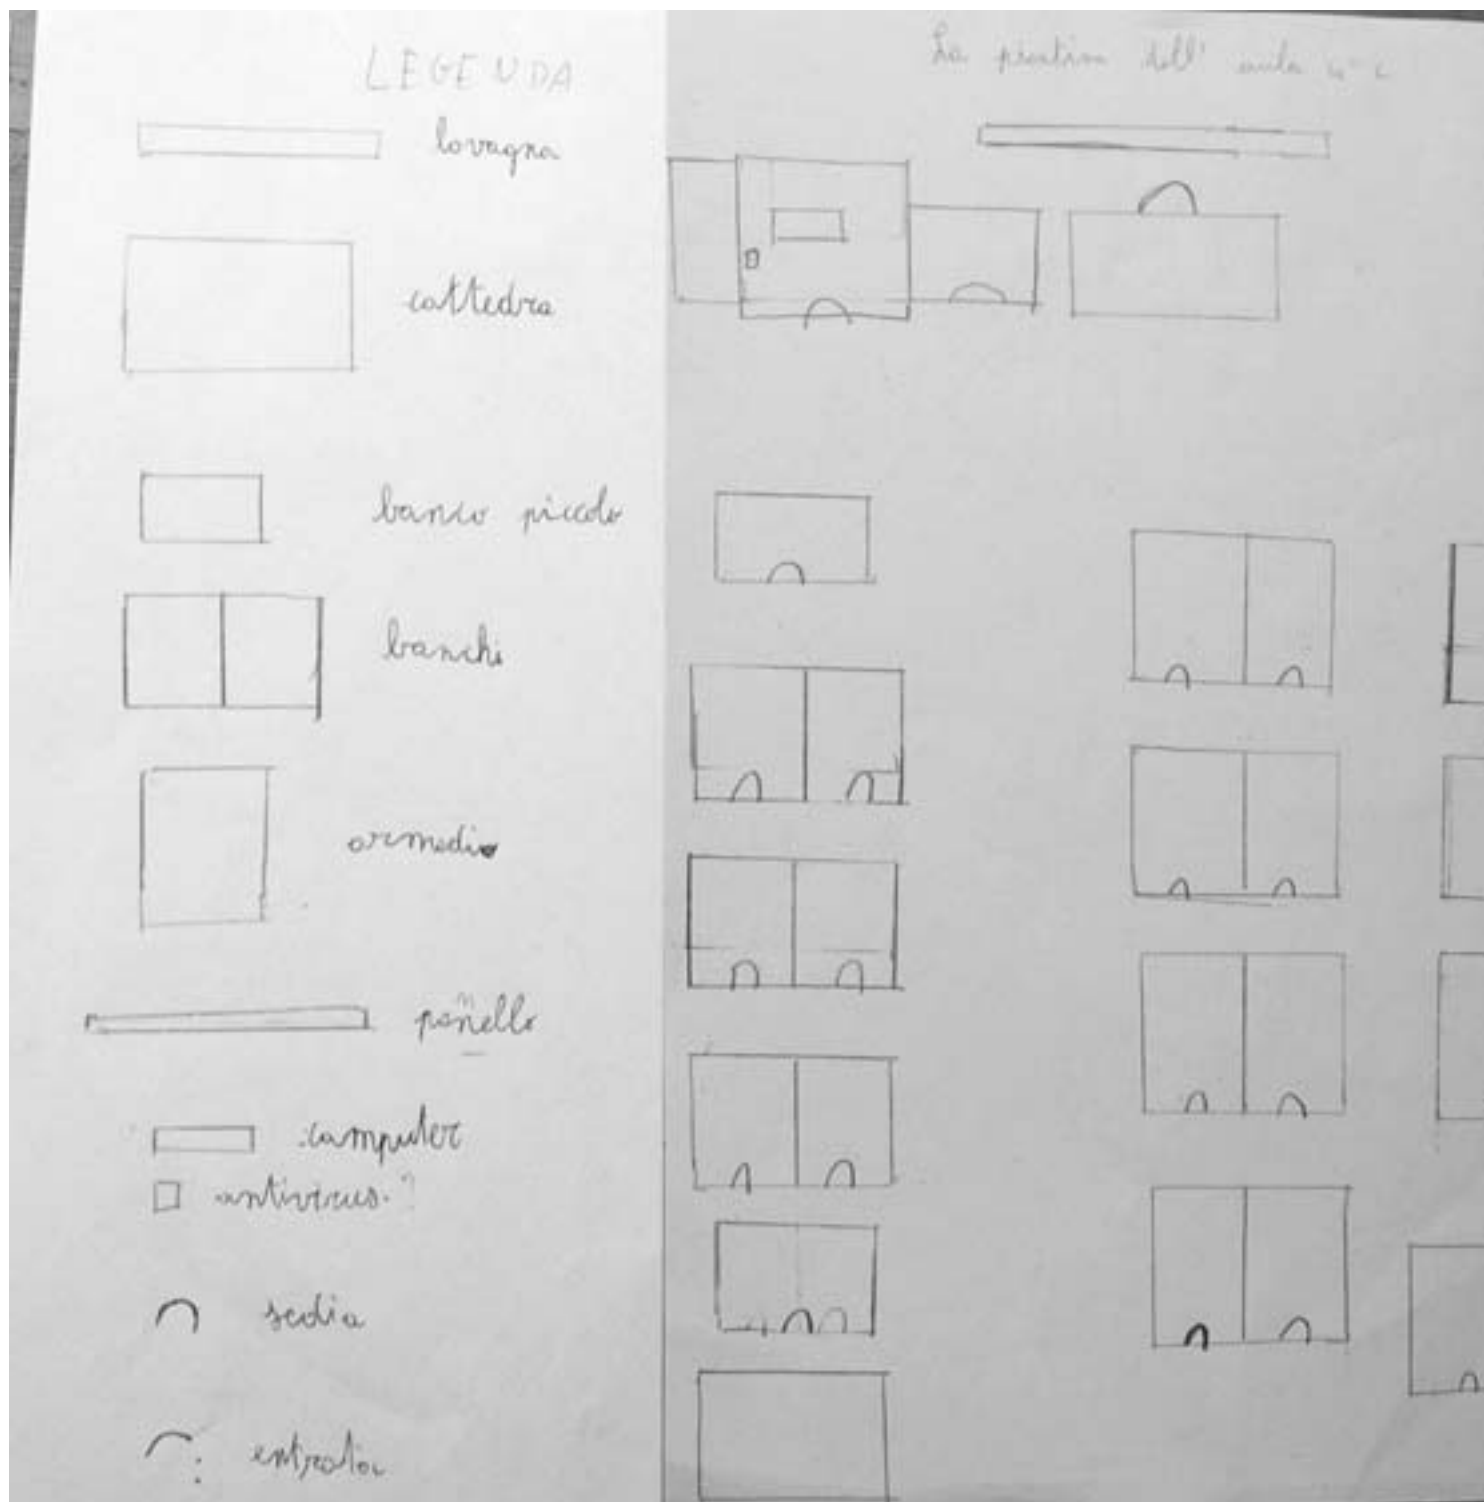 LEGENDA
lavagna
cattedra
banco piccolo
banchi
armadio
pannello
computer
antivirus ?
sedia
entrata
La piantina dell' aula